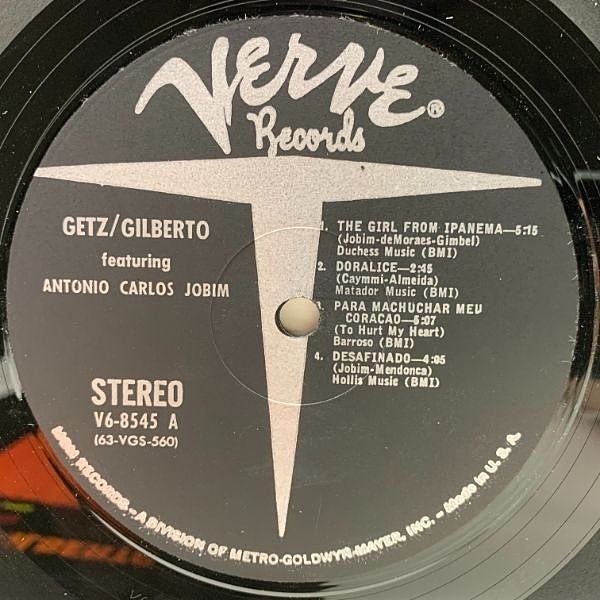 VERVE®
Records
GETZ/GILBERTO
featuring
ANTONIO CARLOS JOBIM
STEREO
V6-8545 A
(63-VGS-560)
1. THE GIRL FROM IPANEMA—5:15
(Jobim-deMoraes-Gimbel)
Duchess Music (BMI)
2. DORALICE—2:45
(Caymmi-Almeida)
Matador Music (BMI)
3. PARA MACHUCHAR MEU
CORAÇAO—5:07
(To Hurt My Heart)
Barroso (BMI)
4. DESAFINADO—4:05
(Jobim-Mendonca)
Hollis Music (BMI)
MGM RECORDS—A DIVISION OF METRO-GOLDWYN-MAYER, INC. – Made in U. S. A.